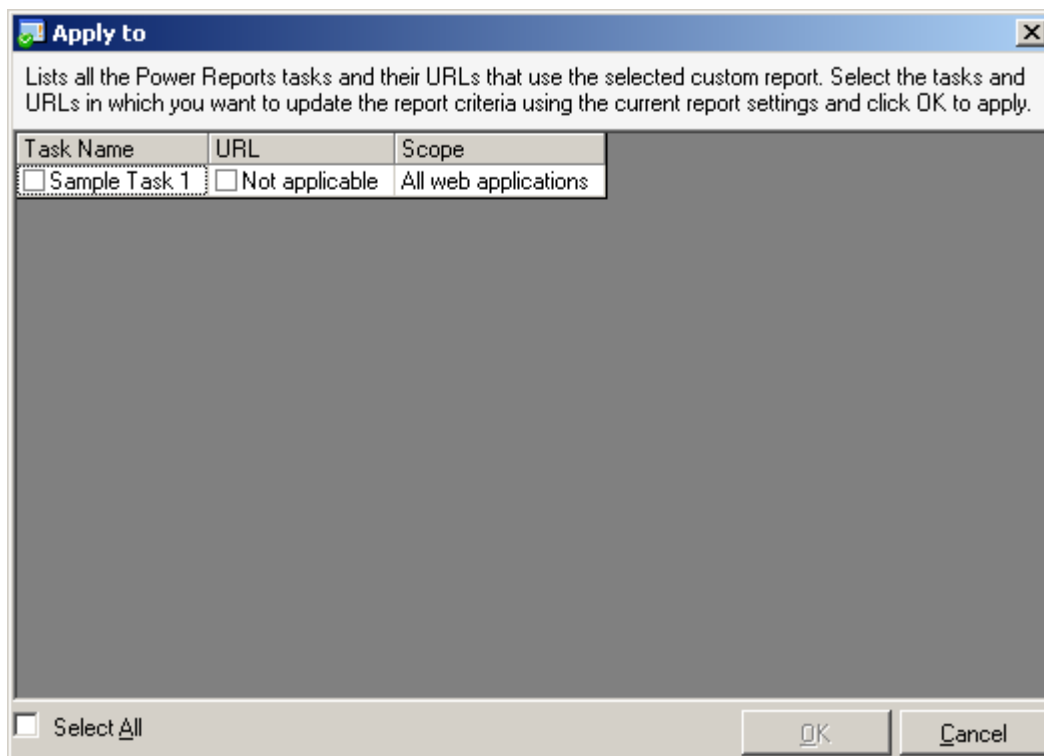 Apply to
Lists all the Power Reports tasks and their URLs that use the selected custom report. Select the tasks and
URLs in which you want to update the report criteria using the current report settings and click OK to apply.
Task Name URL Scope
Sample Task 1 Not applicable All web applications
Select All OK Cancel